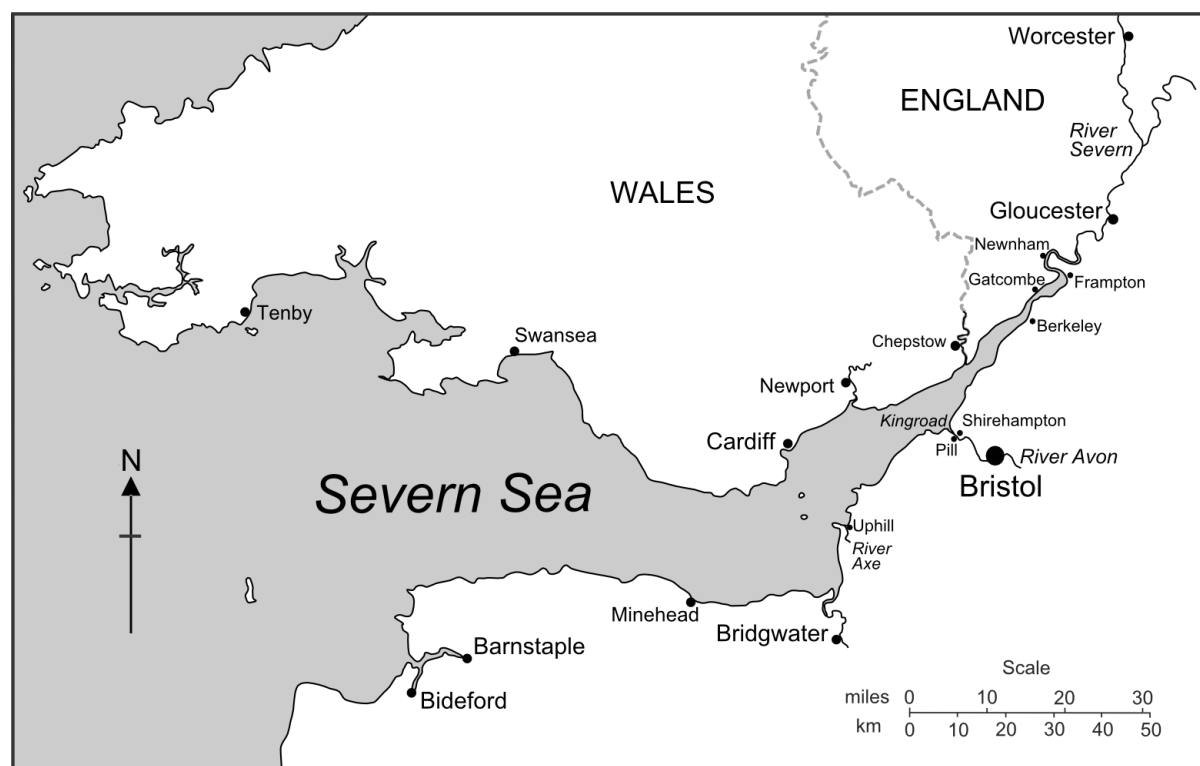 Worcester
ENGLAND
River
Severn
WALES
Gloucester
Newnham
Gatcombe
Frampton
Tenby
Berkeley
Swansea
Chepstow
Newport
Kingroad
Shirehampton
Cardiff
Pill
River Avon
N
Severn Sea
Bristol
Uphill
River
Axe
Minehead
Bridgwater
Barnstaple
Bideford
Scale
miles 0 10 20 30
km 0 10 20 30 40 50